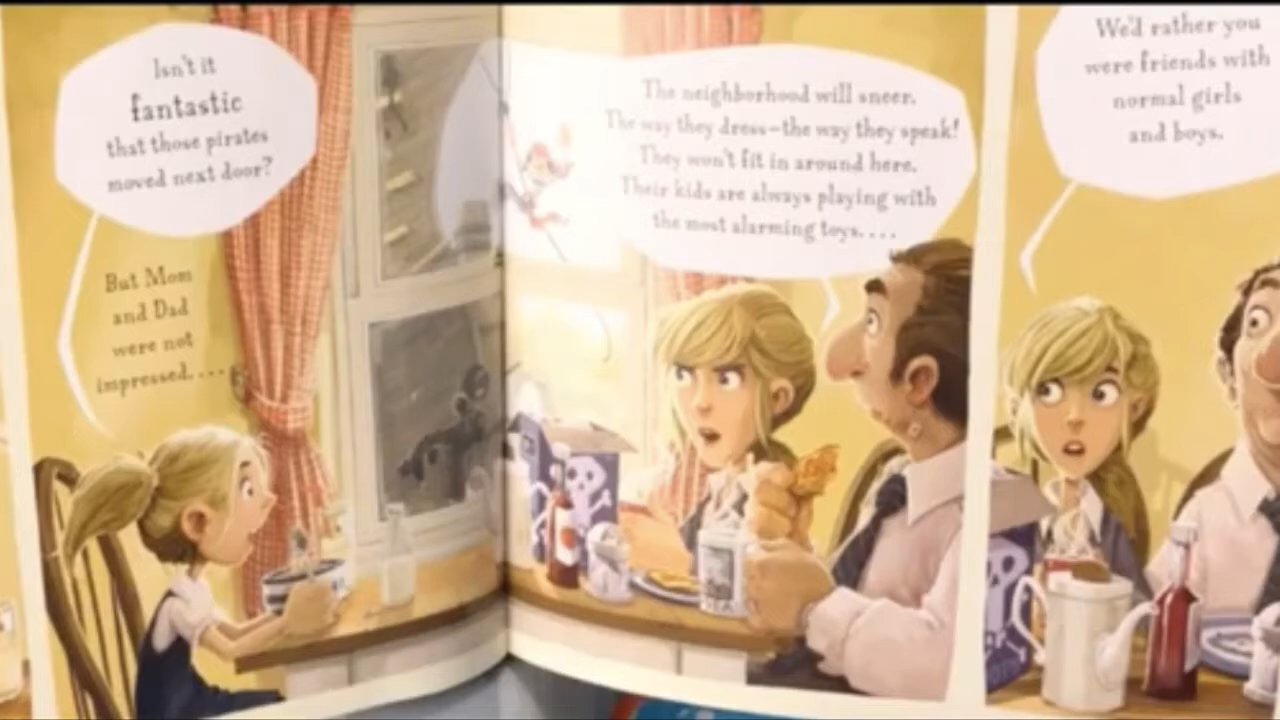 Isn't it
fantastic
that those pirates
moved next door?
But Mom
and Dad
were not
impressed....
The neighborhood will sneer.
The way they dress—the way they speak!
They won't fit in around here.
Their kids are always playing with
the most alarming toys....
We'd rather you
were friends with
normal girls
and boys.